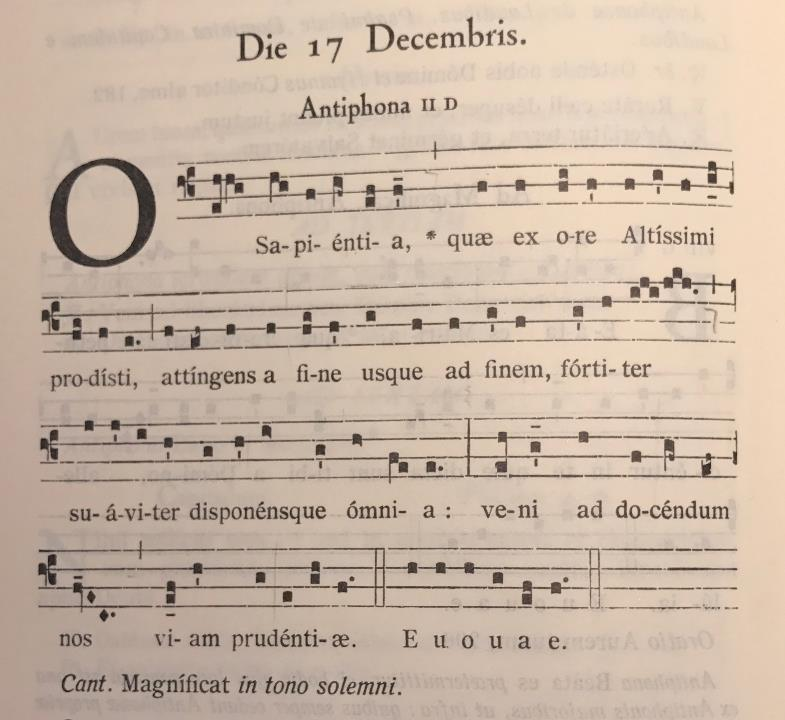 Die 17 Decembris.
Antiphona II D
O Sa- pi- énti- a, * quæ ex o-re Altíssimi
pro-dísti, attíngens a fi-ne usque ad finem, fórti- ter
su- á-vi-ter disponénsque ómni- a : ve-ni ad do-céndum
nos vi- am prudénti-æ. E u o u a e.
Cant. Magníficat in tono solemni.